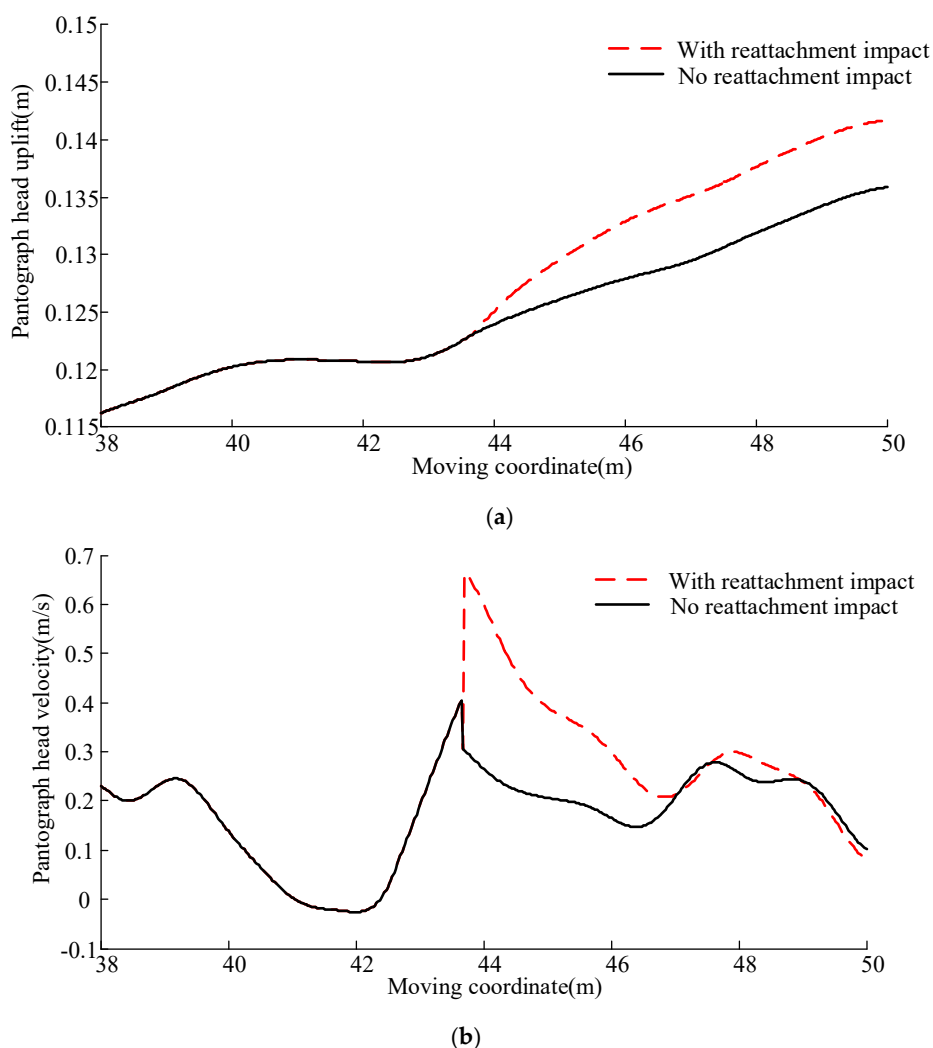 0.15
0.145
0.14
0.135
0.13
0.125
0.12
0.115
Pantograph head uplift(m)
With reattachment impact
No reattachment impact
38 40 42 44 46 48 50
Moving coordinate(m)
(a)
0.7
0.6
0.5
0.4
0.3
0.2
0.1
0
-0.1
Pantograph head velocity(m/s)
With reattachment impact
No reattachment impact
38 40 42 44 46 48 50
Moving coordinate(m)
(b)